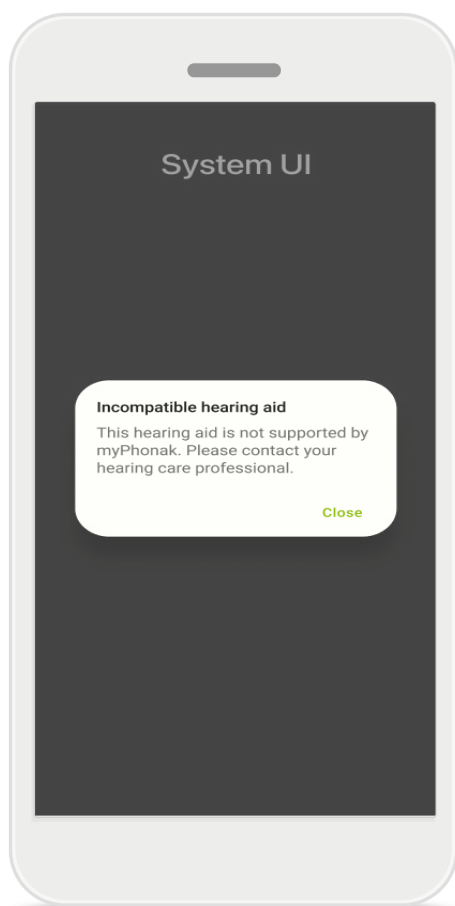 System UI
Incompatible hearing aid
This hearing aid is not supported by
myPhonak. Please contact your
hearing care professional.
Close